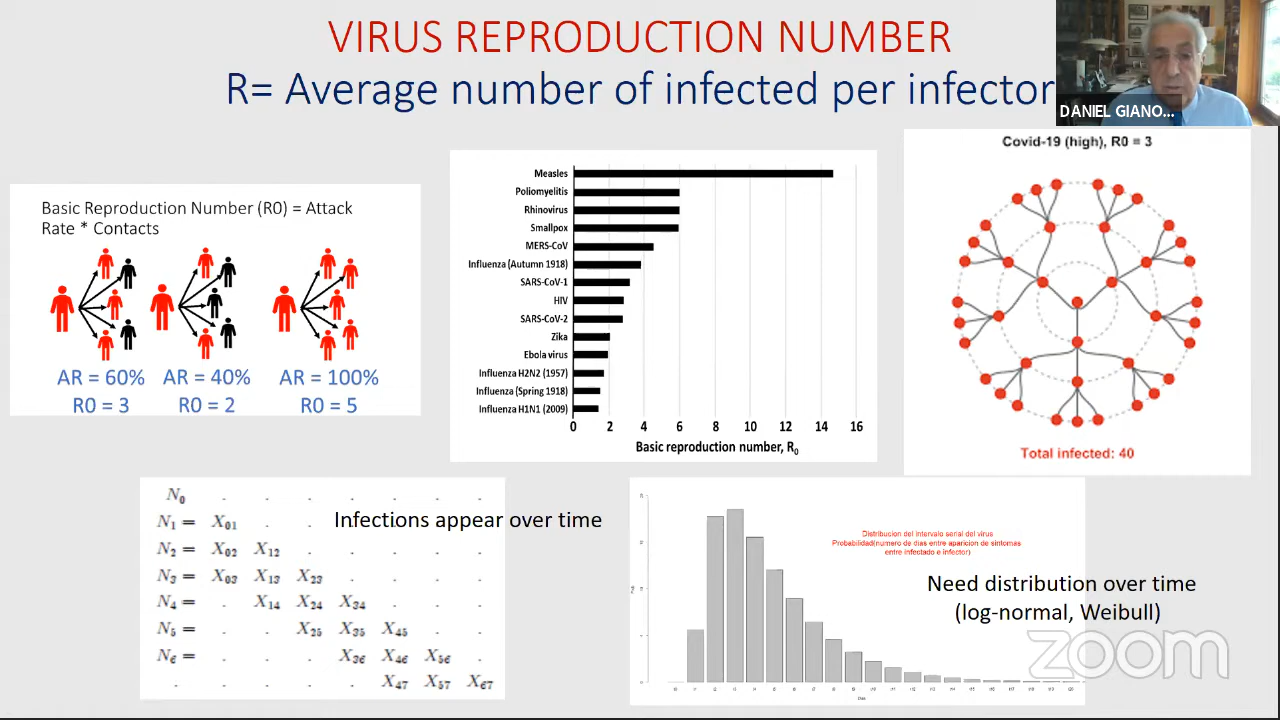 VIRUS REPRODUCTION NUMBER
R= Average number of infected per infector
DANIEL GIANO...
Basic Reproduction Number (R0) = Attack
Rate * Contacts
AR = 60% AR = 40% AR = 100%
R0 = 3 R0 = 2 R0 = 5
Measles
Poliomyelitis
Rhinovirus
Smallpox
MERS-CoV
Influenza (Autumn 1918)
SARS-CoV-1
HIV
SARS-CoV-2
Zika
Ebola virus
Influenza H2N2 (1957)
Influenza (Spring 1918)
Influenza H1N1 (2009)
0 2 4 6 8 10 12 14 16
Basic reproduction number, R₀
Covid-19 (high), R0 = 3
Total infected: 40
N₀ . . . . . . .
Infections appear over time
N₁ = X₀₁ . .
N₂ = X₀₂ X₁₂ . . . . .
N₃ = X₀₃ X₁₃ X₂₃ . . . .
N₄ = . X₁₄ X₂₄ X₃₄ . . .
N₅ = . . X₂₅ X₃₅ X₄₅ . .
N₆ = . . . X₃₆ X₄₆ X₅₆ .
. . . . . X₄₇ X₅₇ X₆₇
Distribucion del intervalo serial del virus
Probabilidad(numero de dias entre aparicion de sintomas
entre infectado e infector)
Need distribution over time
(log-normal, Weibull)
zoom